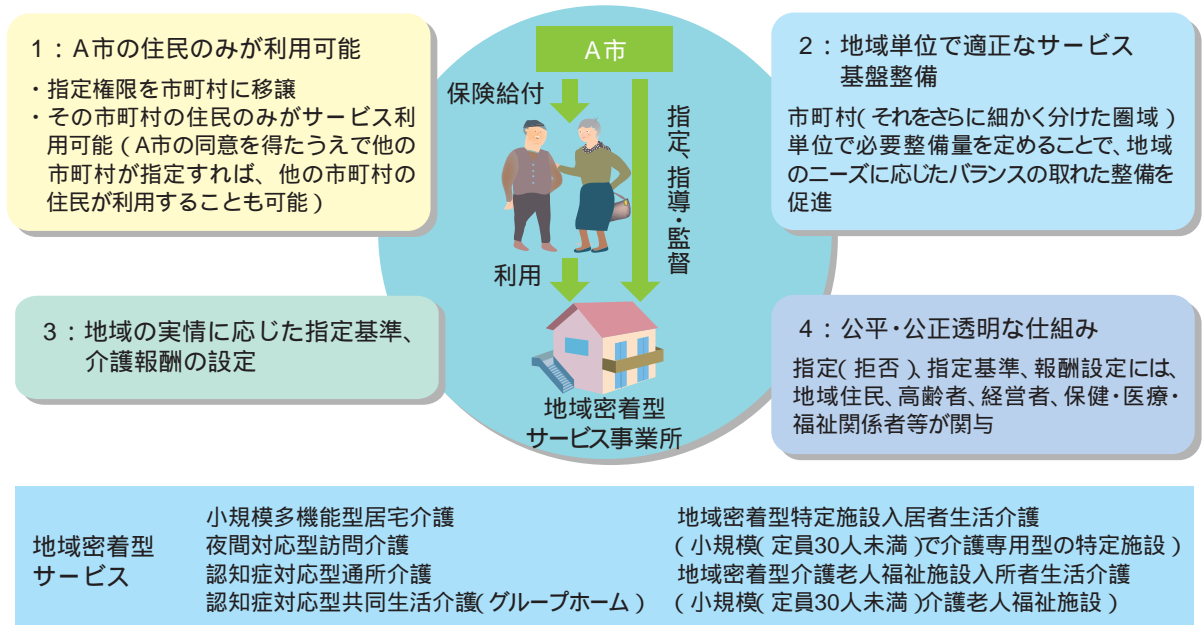 1：A市の住民のみが利用可能
・指定権限を市町村に移譲
・その市町村の住民のみがサービス利
用可能（A市の同意を得たうえで他の
市町村が指定すれば、他の市町村の
住民が利用することも可能）
A市
保険給付
指定、指導・監督
利用
地域密着型
サービス事業所
2：地域単位で適正なサービス
基盤整備
市町村（それをさらに細かく分けた圏域）
単位で必要整備量を定めることで、地域
のニーズに応じたバランスの取れた整備を
促進
3：地域の実情に応じた指定基準、
介護報酬の設定
4：公平・公正透明な仕組み
指定（拒否）、指定基準、報酬設定には、
地域住民、高齢者、経営者、保健・医療・
福祉関係者等が関与
地域密着型
サービス
小規模多機能型居宅介護
夜間対応型訪問介護
認知症対応型通所介護
認知症対応型共同生活介護（グループホーム）
地域密着型特定施設入居者生活介護
（小規模（定員30人未満）で介護専用型の特定施設）
地域密着型介護老人福祉施設入所者生活介護
（小規模（定員30人未満）介護老人福祉施設）